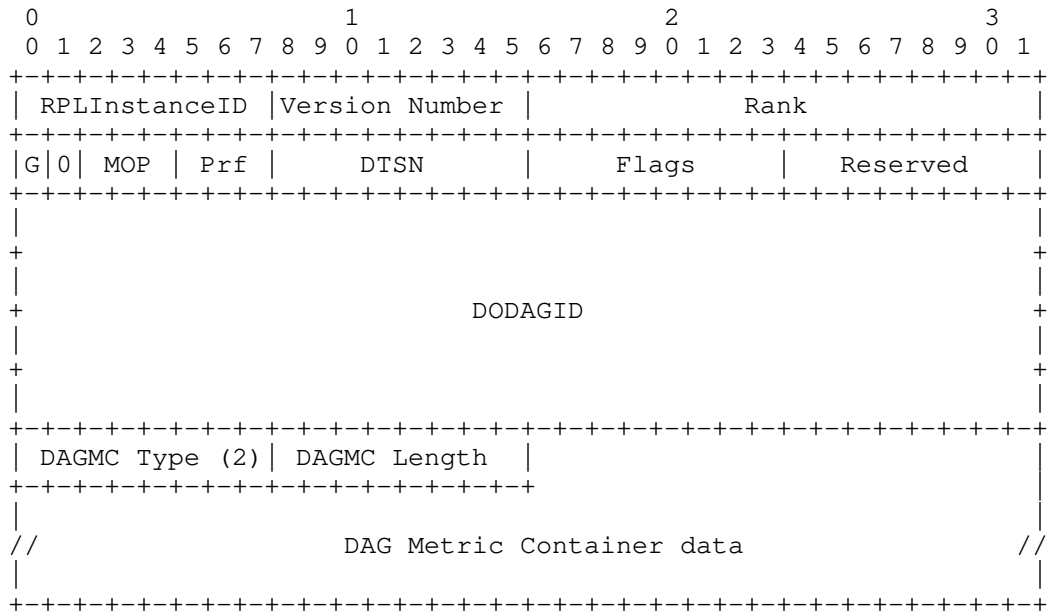 0                   1                   2                   3
 0 1 2 3 4 5 6 7 8 9 0 1 2 3 4 5 6 7 8 9 0 1 2 3 4 5 6 7 8 9 0 1
+-+-+-+-+-+-+-+-+-+-+-+-+-+-+-+-+-+-+-+-+-+-+-+-+-+-+-+-+-+-+-+-+
| RPLInstanceID |Version Number |             Rank              |
+-+-+-+-+-+-+-+-+-+-+-+-+-+-+-+-+-+-+-+-+-+-+-+-+-+-+-+-+-+-+-+-+
|G|0| MOP | Prf |     DTSN      |     Flags     |   Reserved    |
+-+-+-+-+-+-+-+-+-+-+-+-+-+-+-+-+-+-+-+-+-+-+-+-+-+-+-+-+-+-+-+-+
|                                                               |
+                                                               +
|                                                               |
+                            DODAGID                            +
|                                                               |
+                                                               +
|                                                               |
+-+-+-+-+-+-+-+-+-+-+-+-+-+-+-+-+-+-+-+-+-+-+-+-+-+-+-+-+-+-+-+-+
| DAGMC Type (2)| DAGMC Length  |                               |
+-+-+-+-+-+-+-+-+-+-+-+-+-+-+-+-+                               |
|                                                               |
//                   DAG Metric Container data                 //
|                                                               |
+-+-+-+-+-+-+-+-+-+-+-+-+-+-+-+-+-+-+-+-+-+-+-+-+-+-+-+-+-+-+-+-+